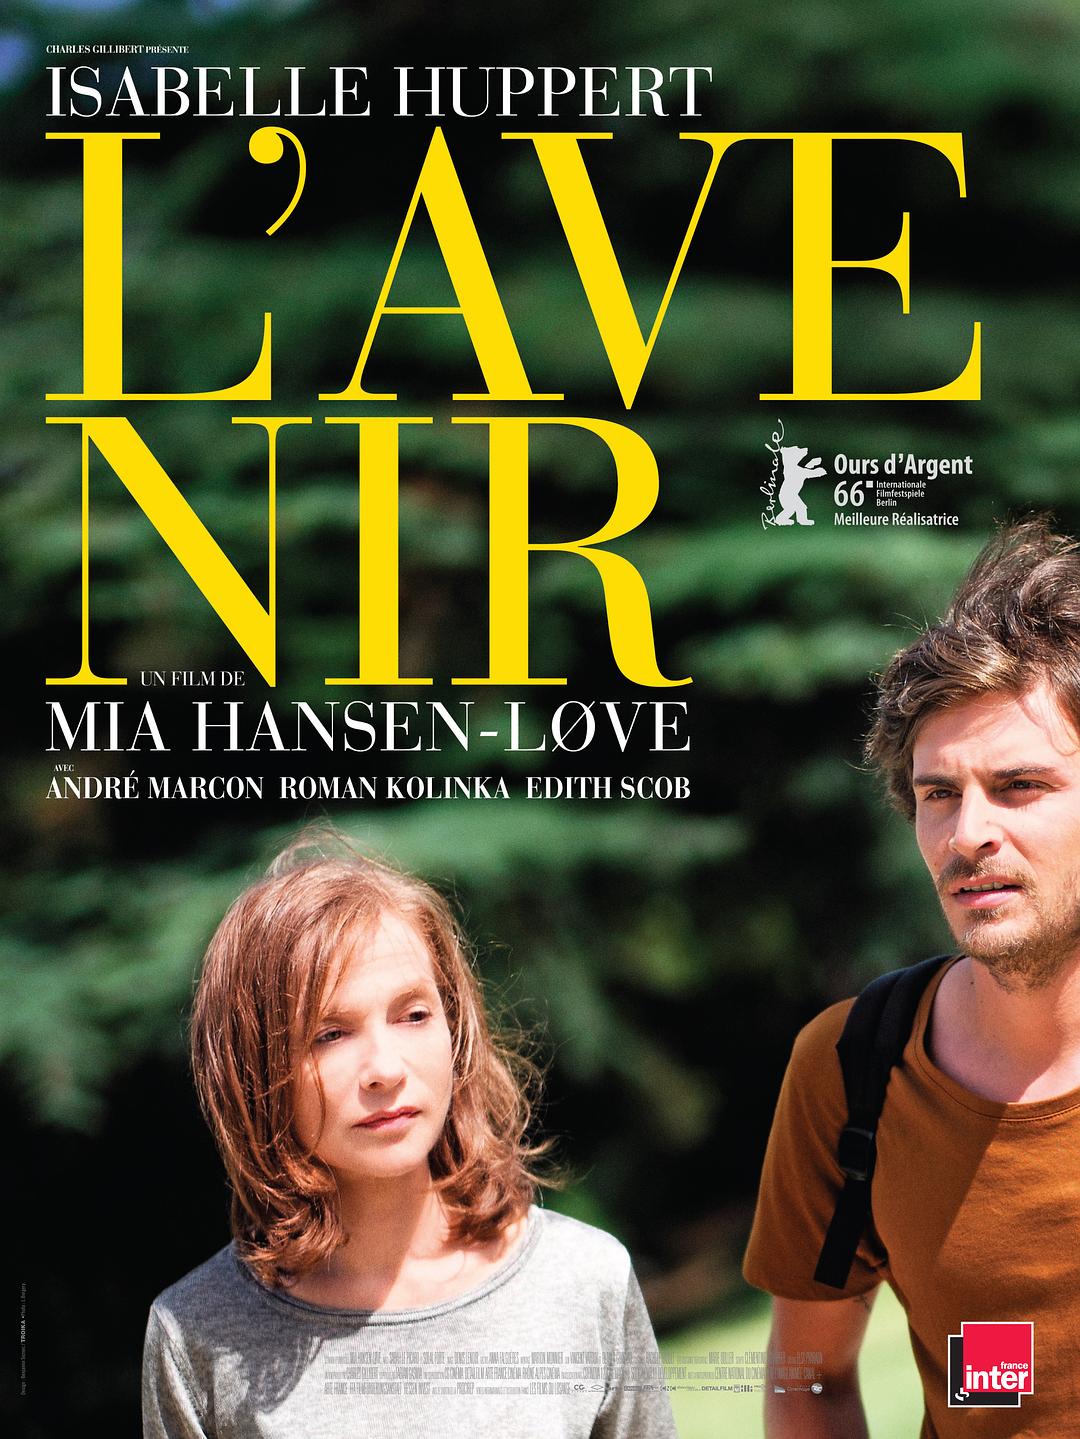 CHARLES GILLIBERT PRÉSENTE
ISABELLE HUPPERT
L'AVE
NIR
Berlinale
Ours d'Argent
66
Internationale
Filmfestspiele
Berlin
Meilleure Réalisatrice
UN FILM DE
MIA HANSEN-LØVE
AVEC
ANDRÉ MARCON ROMAN KOLINKA EDITH SCOB
france
inter